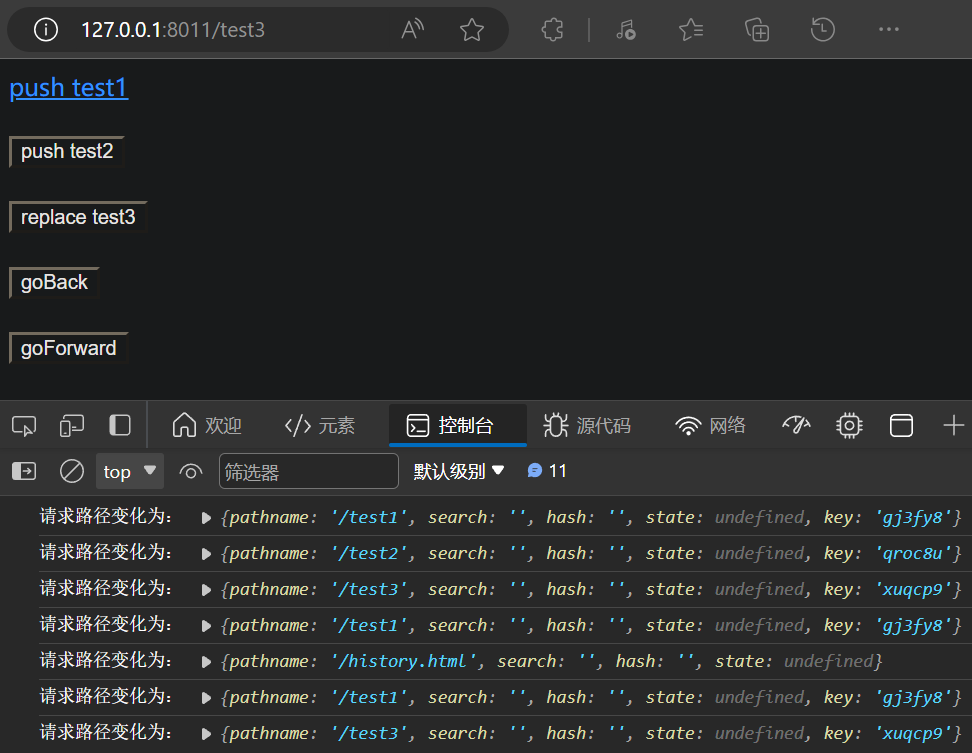 127.0.0.1:8011/test3
push test1
push test2
replace test3
goBack
goForward
欢迎 元素 控制台 源代码 网络
top 筛选器 默认级别 11
请求路径变化为: {pathname: '/test1', search: '', hash: '', state: undefined, key: 'gj3fy8'}
请求路径变化为: {pathname: '/test2', search: '', hash: '', state: undefined, key: 'qroc8u'}
请求路径变化为: {pathname: '/test3', search: '', hash: '', state: undefined, key: 'xuqcp9'}
请求路径变化为: {pathname: '/test1', search: '', hash: '', state: undefined, key: 'gj3fy8'}
请求路径变化为: {pathname: '/history.html', search: '', hash: '', state: undefined}
请求路径变化为: {pathname: '/test1', search: '', hash: '', state: undefined, key: 'gj3fy8'}
请求路径变化为: {pathname: '/test3', search: '', hash: '', state: undefined, key: 'xuqcp9'}